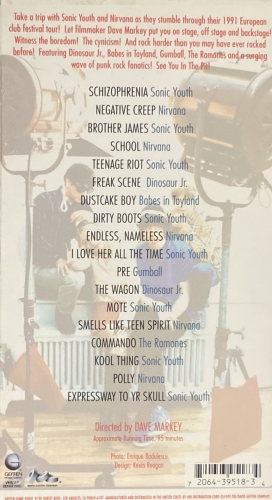 Take a trip with Sonic Youth and Nirvana as they stumble through their 1991 European
club festival tour! Let filmmaker Dave Markey put you on stage, off stage and backstage!
Witness the boredom! The cynicism! And rock harder than you may have ever rocked
before! Featuring Dinosaur Jr., Babes in Toyland, Gumball, The Ramones and a surging
wave of punk rock fanatics! See You In The Pit!
SCHIZOPHRENIA Sonic Youth
NEGATIVE CREEP Nirvana
BROTHER JAMES Sonic Youth
SCHOOL Nirvana
TEENAGE RIOT Sonic Youth
FREAK SCENE Dinosaur Jr.
DUSTCAKE BOY Babes in Toyland
DIRTY BOOTS Sonic Youth
ENDLESS, NAMELESS Nirvana
I LOVE HER ALL THE TIME Sonic Youth
PRE Gumball
THE WAGON Dinosaur Jr.
MOTE Sonic Youth
SMELLS LIKE TEEN SPIRIT Nirvana
COMMANDO The Ramones
KOOL THING Sonic Youth
POLLY Nirvana
EXPRESSWAY TO YR SKULL Sonic Youth
Directed by DAVE MARKEY
Approximate Running Time: 95 minutes
Design: Kevin Reagan
GEFFEN
7 2064-39518-3